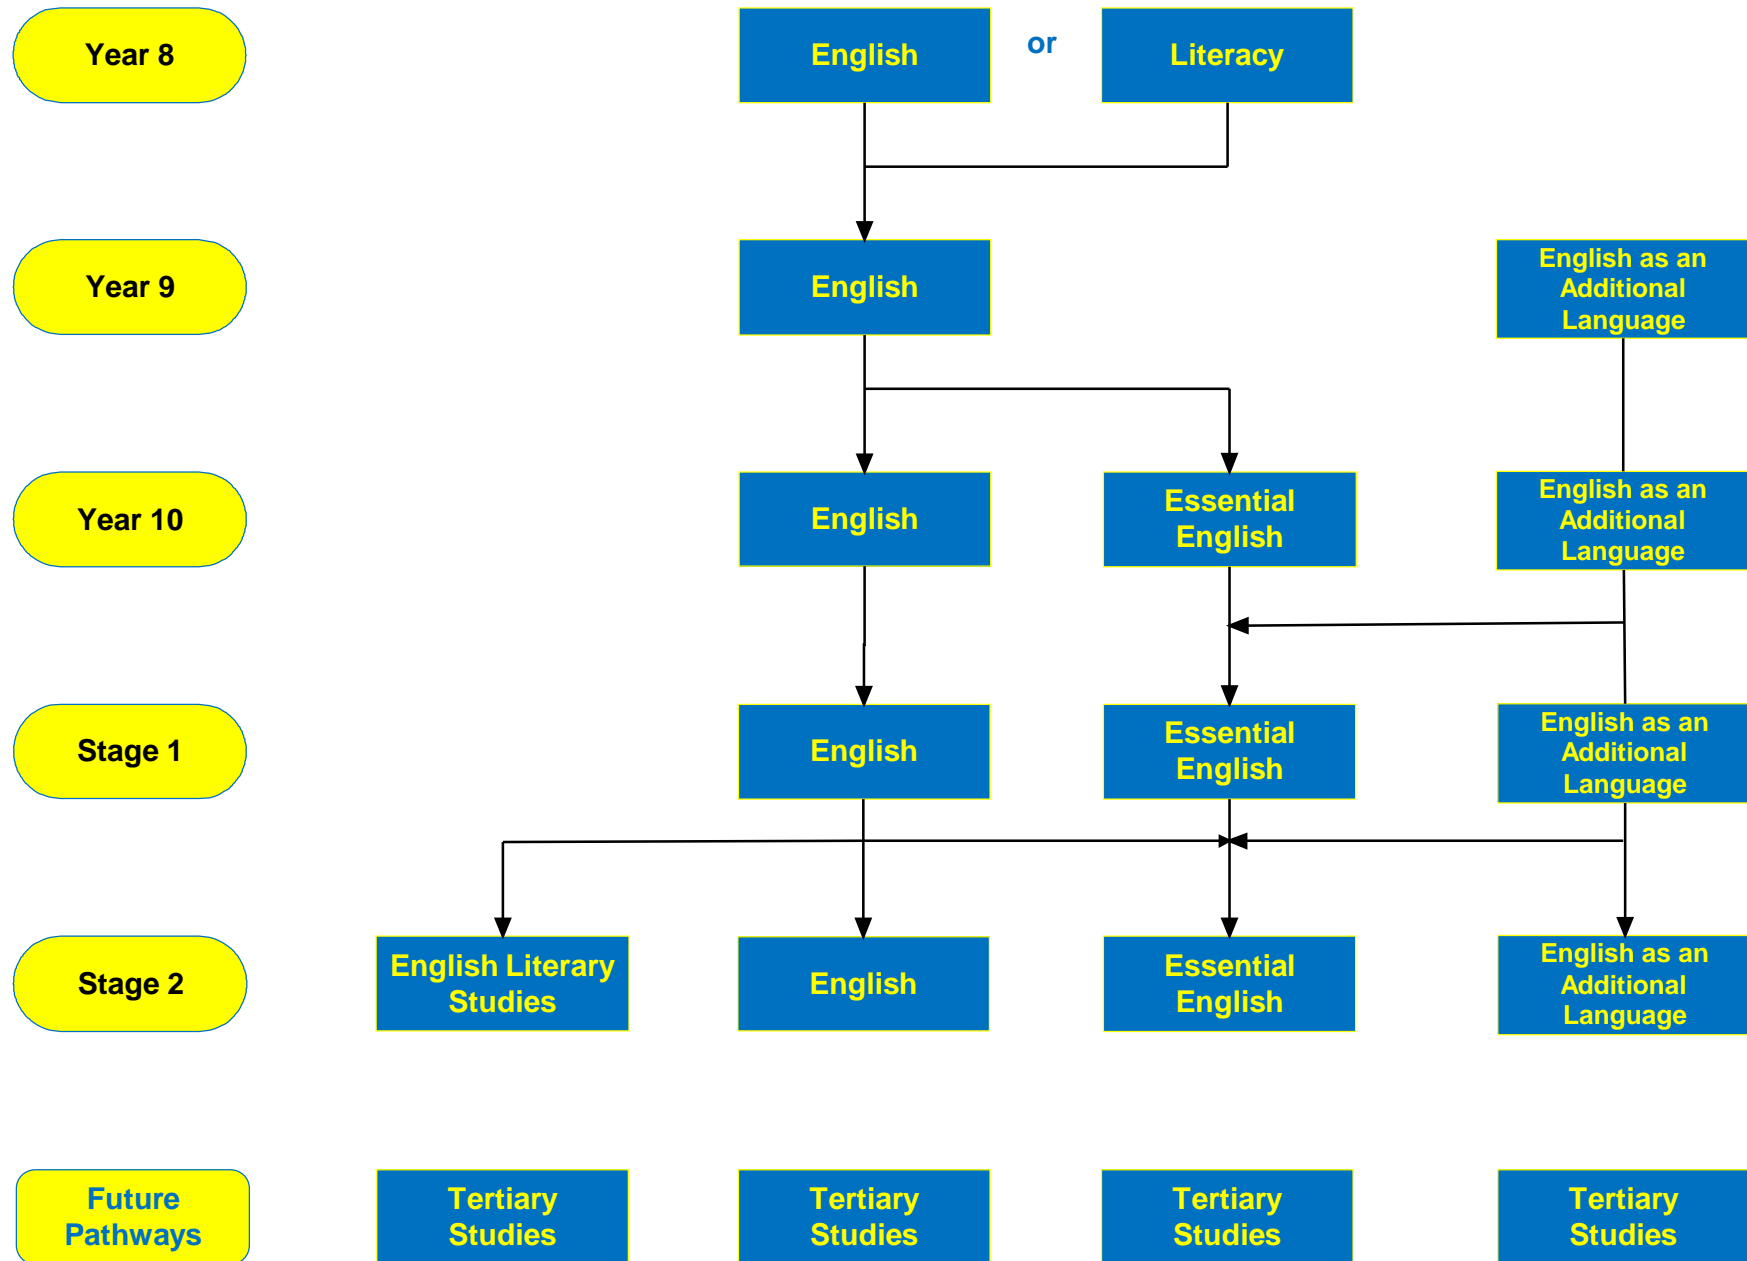 Year 8
English
or
Literacy
Year 9
English
English as an
Additional
Language
Year 10
English
Essential
English
English as an
Additional
Language
Stage 1
English
Essential
English
English as an
Additional
Language
Stage 2
English Literary
Studies
English
Essential
English
English as an
Additional
Language
Future
Pathways
Tertiary
Studies
Tertiary
Studies
Tertiary
Studies
Tertiary
Studies